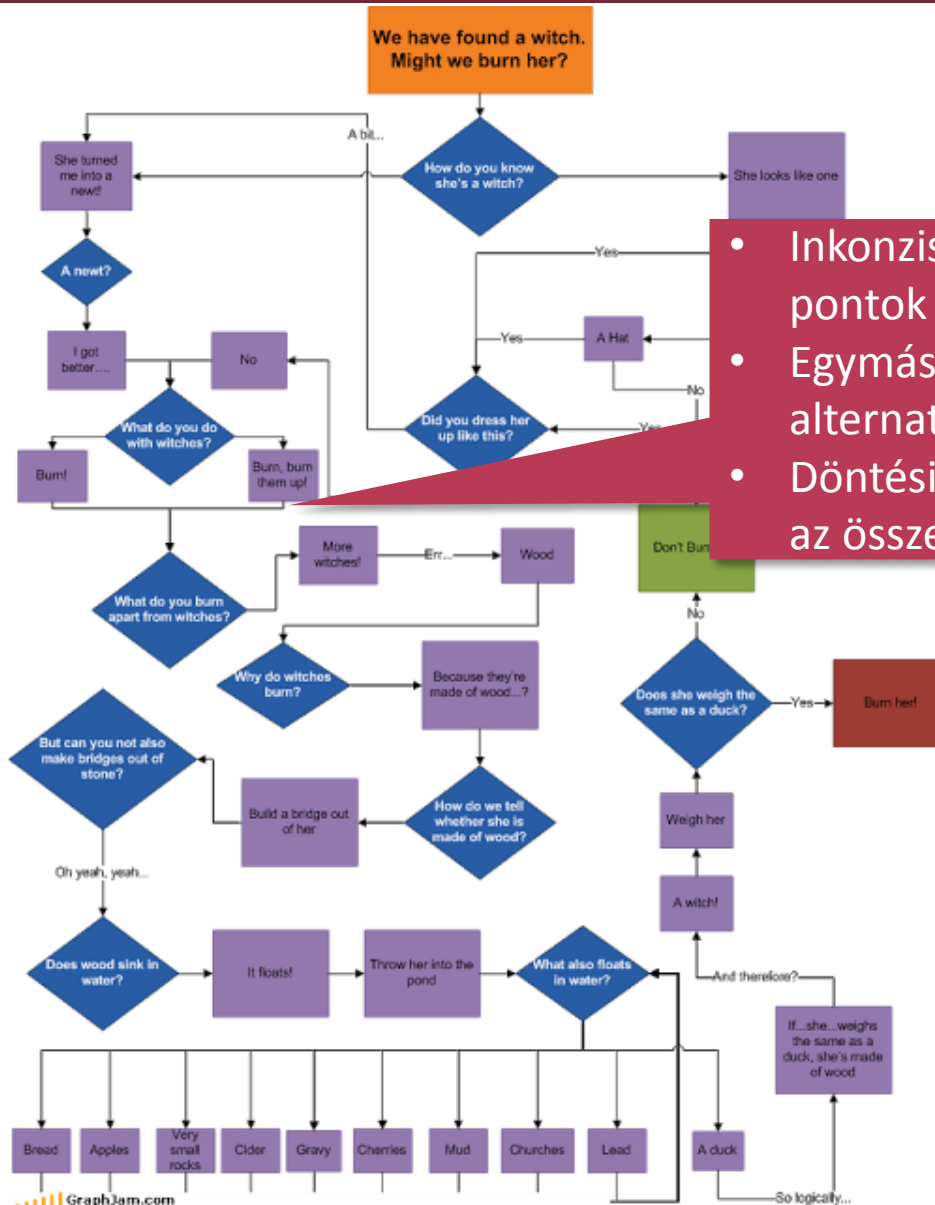 We have found a witch.
Might we burn her?
A bit...
She turned
me into a
newt!
How do you know
she's a witch?
She looks like one
A newt?
Yes
• Inkonzis
pontok
• Egymás
alternat
• Döntési
az össze
I got
better....
No
Yes
A Hat
No
What do you do
with witches?
Did you dress her
up like this?
Yes
Burn!
Burn, burn
them up!
More
witches!
Err...
Wood
Don't Bur
What do you burn
apart from witches?
No
Why do witches
burn?
Because they're
made of wood...?
Does she weigh the
same as a duck?
Yes
Burn her!
But can you not also
make bridges out of
stone?
Build a bridge out
of her
How do we tell
whether she is
made of wood?
Weigh her
Oh yeah, yeah...
A witch!
Does wood sink in
water?
It floats!
Throw her into the
pond
What also floats
in water?
And therefore?
If...she...weighs
the same as a
duck, she's made
of wood
Bread
Apples
Very
small
rocks
Cider
Gravy
Cherries
Mud
Churches
Lead
A duck
So logically...
GraphJam.com